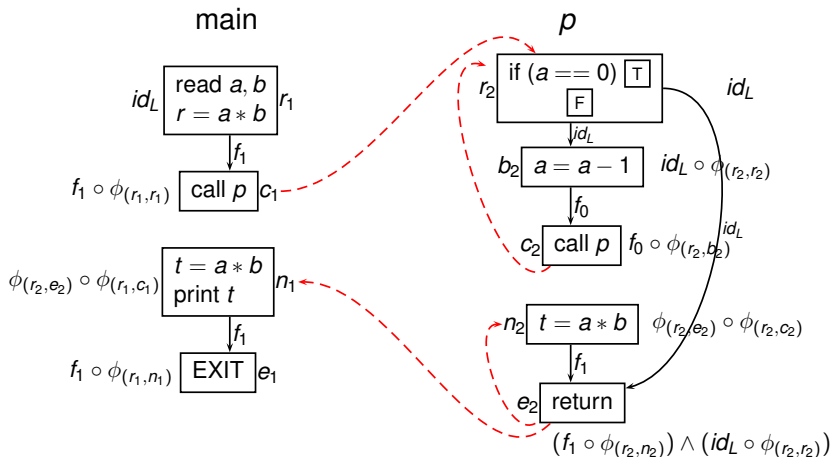 main
p
id_L
read a, b
r = a * b
r_1
f_1
f_1 ∘ ϕ_(r_1,r_1)
call p
c_1
ϕ_(r_2,e_2) ∘ ϕ_(r_1,c_1)
t = a * b
print t
n_1
f_1
f_1 ∘ ϕ_(r_1,n_1)
EXIT
e_1
r_2
if (a == 0) T
F
id_L
id_L
b_2
a = a − 1
id_L ∘ ϕ_(r_2,r_2)
f_0
c_2
call p
f_0 ∘ ϕ_(r_2,b_2)
id_L
n_2
t = a * b
ϕ_(r_2,e_2) ∘ ϕ_(r_2,c_2)
f_1
e_2
return
(f_1 ∘ ϕ_(r_2,n_2)) ∧ (id_L ∘ ϕ_(r_2,r_2))